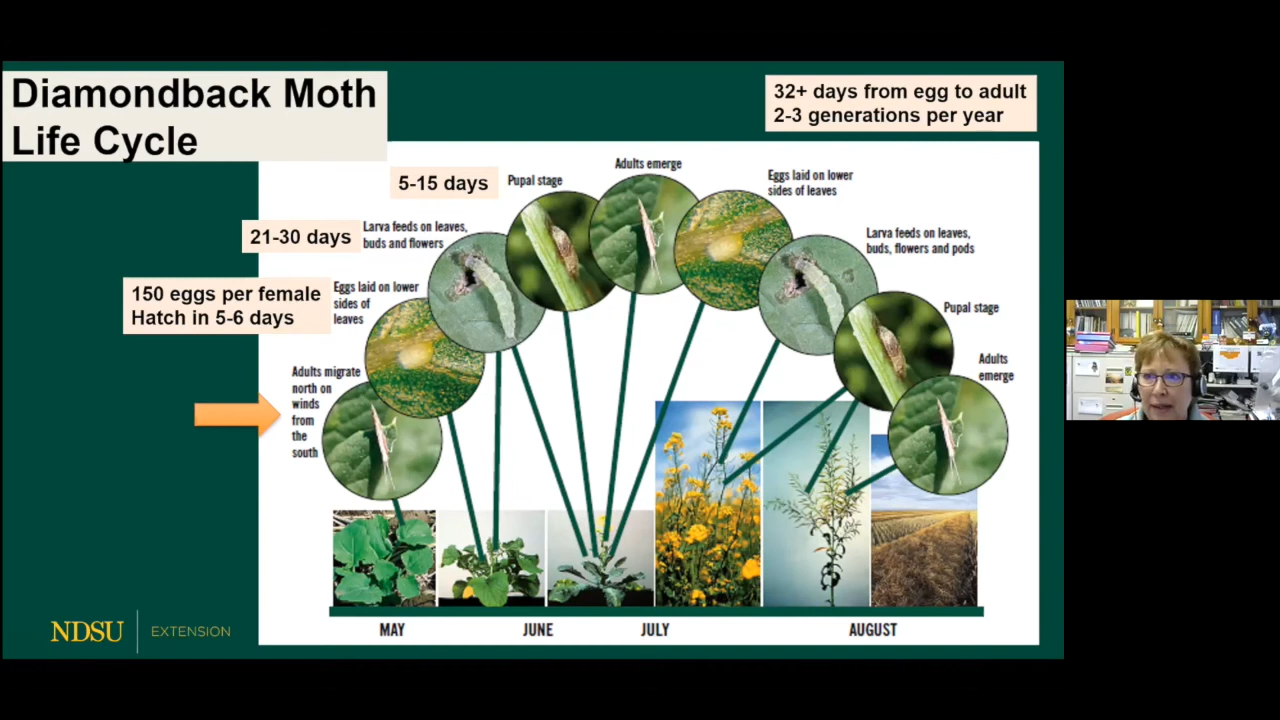 Diamondback Moth
Life Cycle
32+ days from egg to adult
2-3 generations per year
5-15 days
Pupal stage
Adults emerge
Eggs laid on lower
sides of leaves
21-30 days
Larva feeds on leaves,
buds and flowers
Larva feeds on leaves,
buds, flowers and pods
150 eggs per female
Hatch in 5-6 days
Eggs laid on lower
sides of
leaves
Pupal stage
Adults migrate
north on
winds
from
the
south
Adults
emerge
MAY
JUNE
JULY
AUGUST
NDSU
EXTENSION